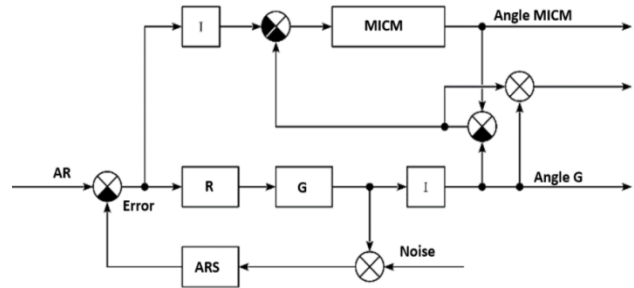 Angle MICM
I
MICM
AR
Error
R
G
I
Angle G
Noise
ARS